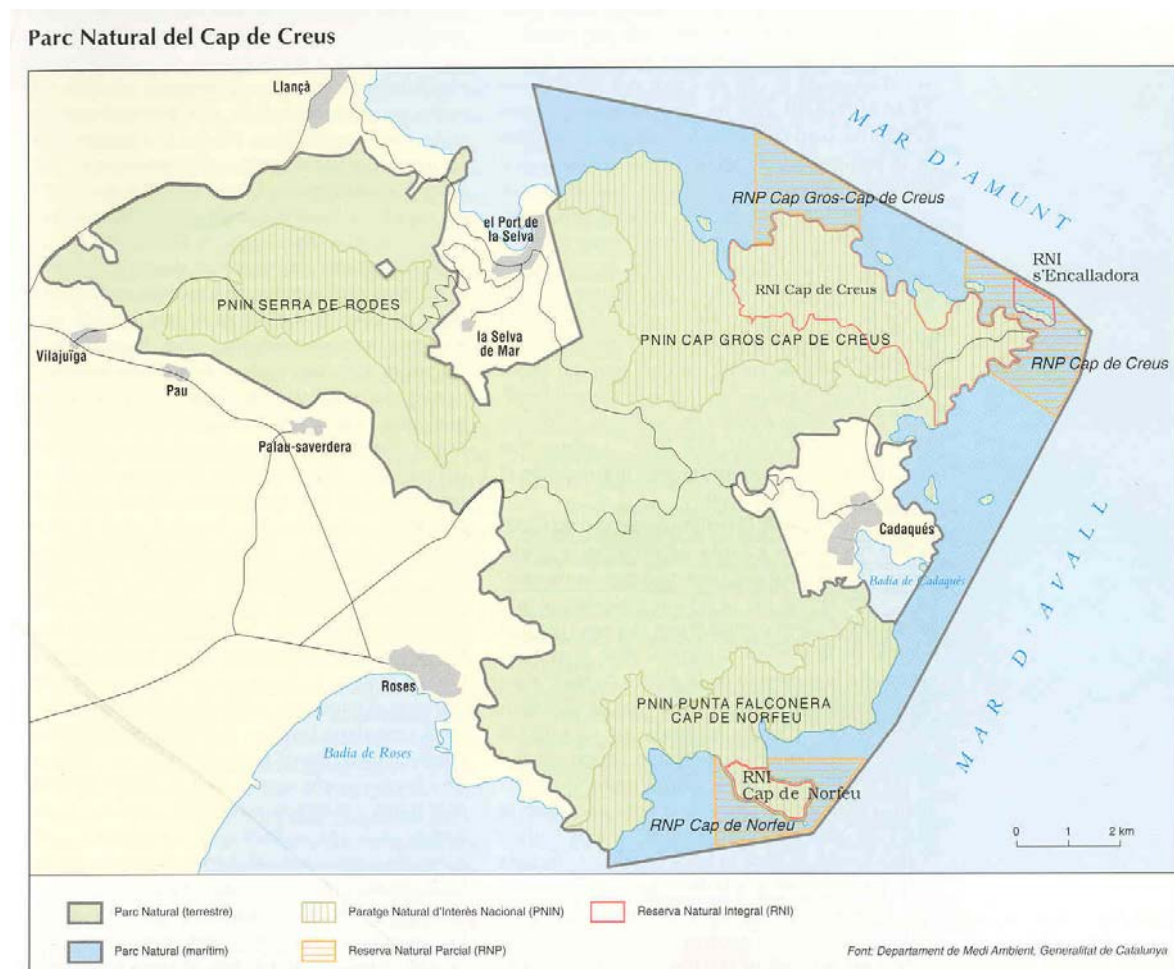 Parc Natural del Cap de Creus
Llançà
MAR D'AMUNT
RNP Cap Gros-Cap de Creus
el Port de
la Selva
RNI
s'Encalladora
RNI Cap de Creus
PNIN SERRA DE RODES
PNIN CAP GROS CAP DE CREUS
la Selva
de Mar
Vilajuïga
RNP Cap de Creus
Pau
Palau-saverdera
Cadaqués
Badia de Cadaqués
MAR D'AVALL
Roses
PNIN PUNTA FALCONERA
CAP DE NORFEU
Badia de Roses
RNI
Cap de Norfeu
RNP Cap de Norfeu
0 1 2 km
Parc Natural (terrestre)
Paratge Natural d'Interès Nacional (PNIN)
Reserva Natural Integral (RNI)
Parc Natural (marítim)
Reserva Natural Parcial (RNP)
Font: Departament de Medi Ambient, Generalitat de Catalunya